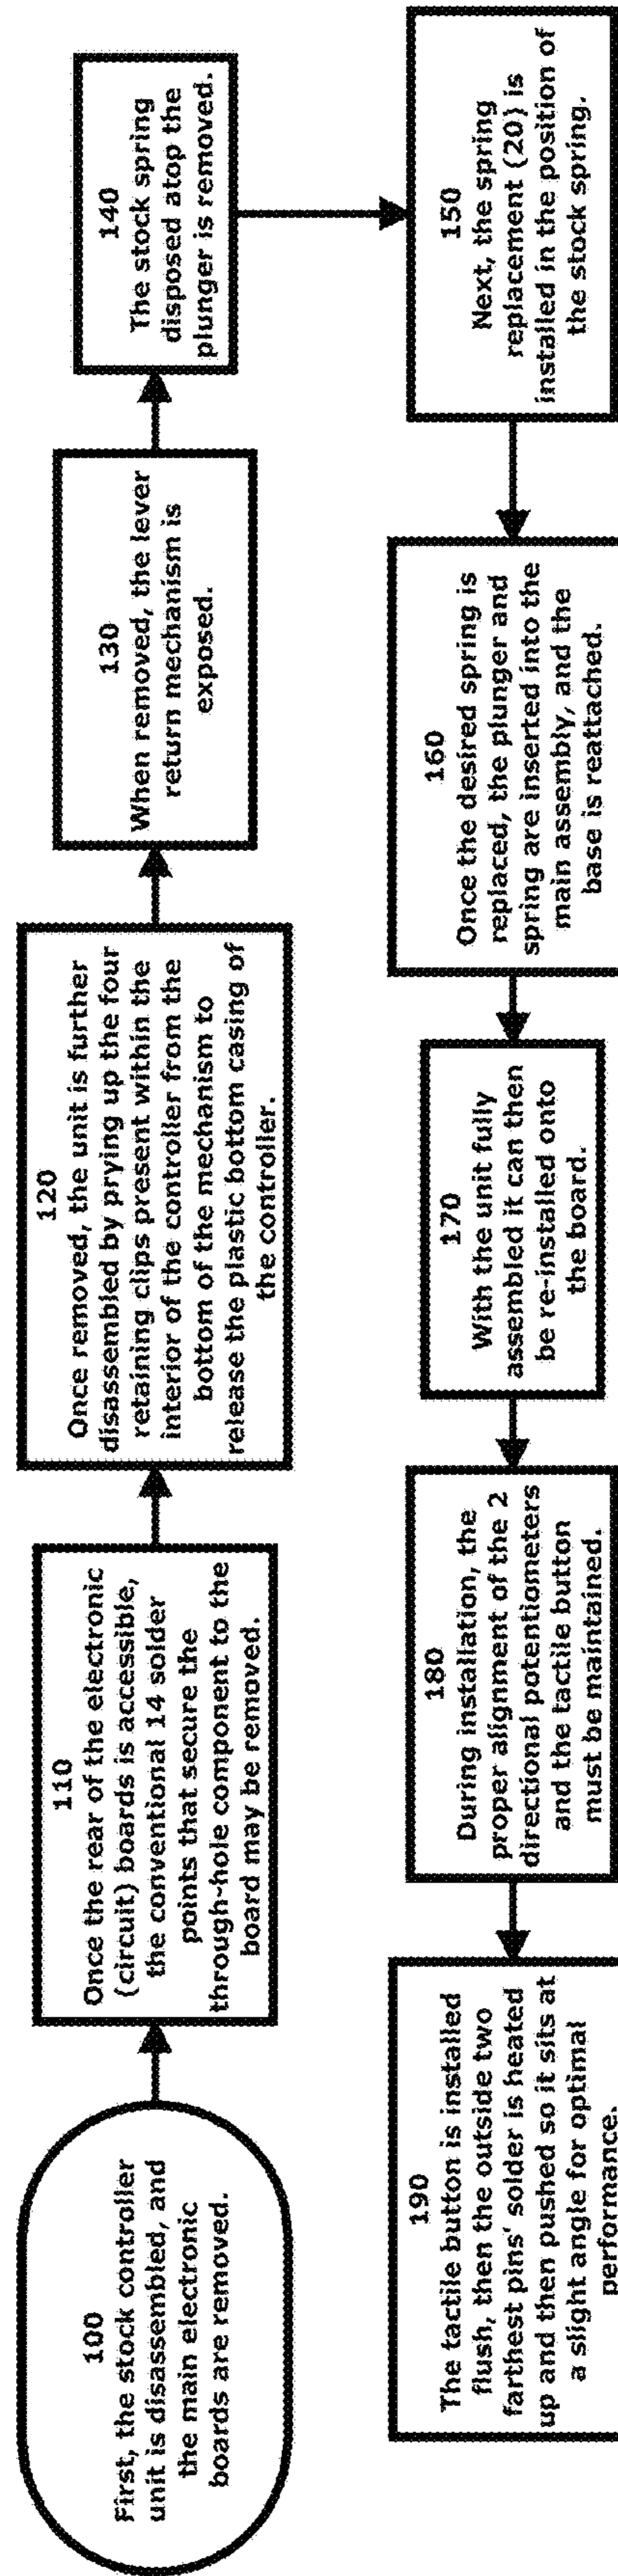 100
First, the stock controller
unit is disassembled, and
the main electronic
boards are removed.
110
Once the rear of the electronic
(circuit) boards is accessible,
the conventional 14 solder
points that secure the
through-hole component to the
board may be removed.
120
Once removed, the unit is further
disassembled by prying up the four
retaining clips present within the
interior of the controller from the
bottom of the mechanism to
release the plastic bottom casing of
the controller.
130
When removed, the lever
return mechanism is
exposed.
140
The stock spring
disposed atop the
plunger is removed.
150
Next, the spring
replacement (20) is
installed in the position of
the stock spring.
160
Once the desired spring is
replaced, the plunger and
spring are inserted into the
main assembly, and the
base is reattached.
170
With the unit fully
assembled it can then
be re-installed onto
the board.
180
During installation, the
proper alignment of the 2
directional potentiometers
and the tactile button
must be maintained.
190
The tactile button is installed
flush, then the outside two
farthest pins' solder is heated
up and then pushed so it sits at
a slight angle for optimal
performance.